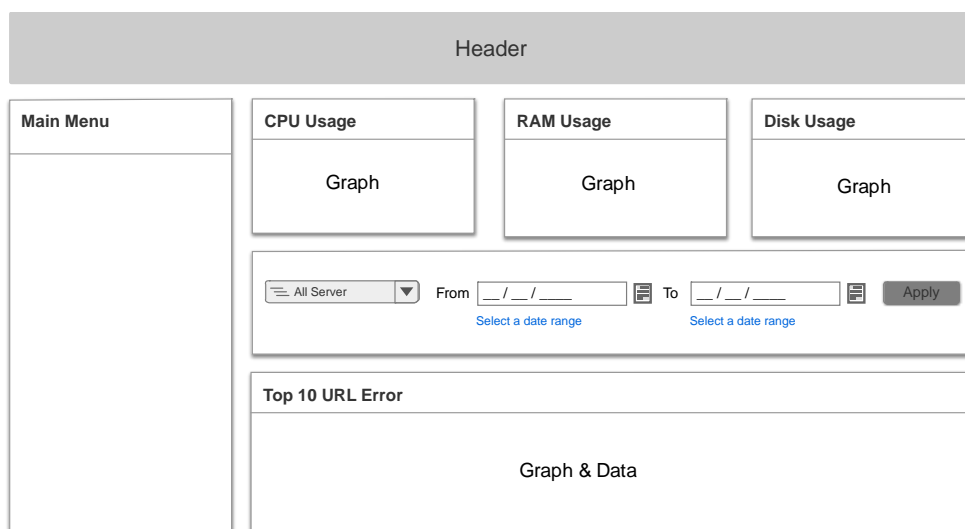 Header
Main Menu
CPU Usage
RAM Usage
Disk Usage
Graph
Graph
Graph
All Server
From
__ / __ / ____
To
__ / __ / ____
Apply
Select a date range
Select a date range
Top 10 URL Error
Graph & Data